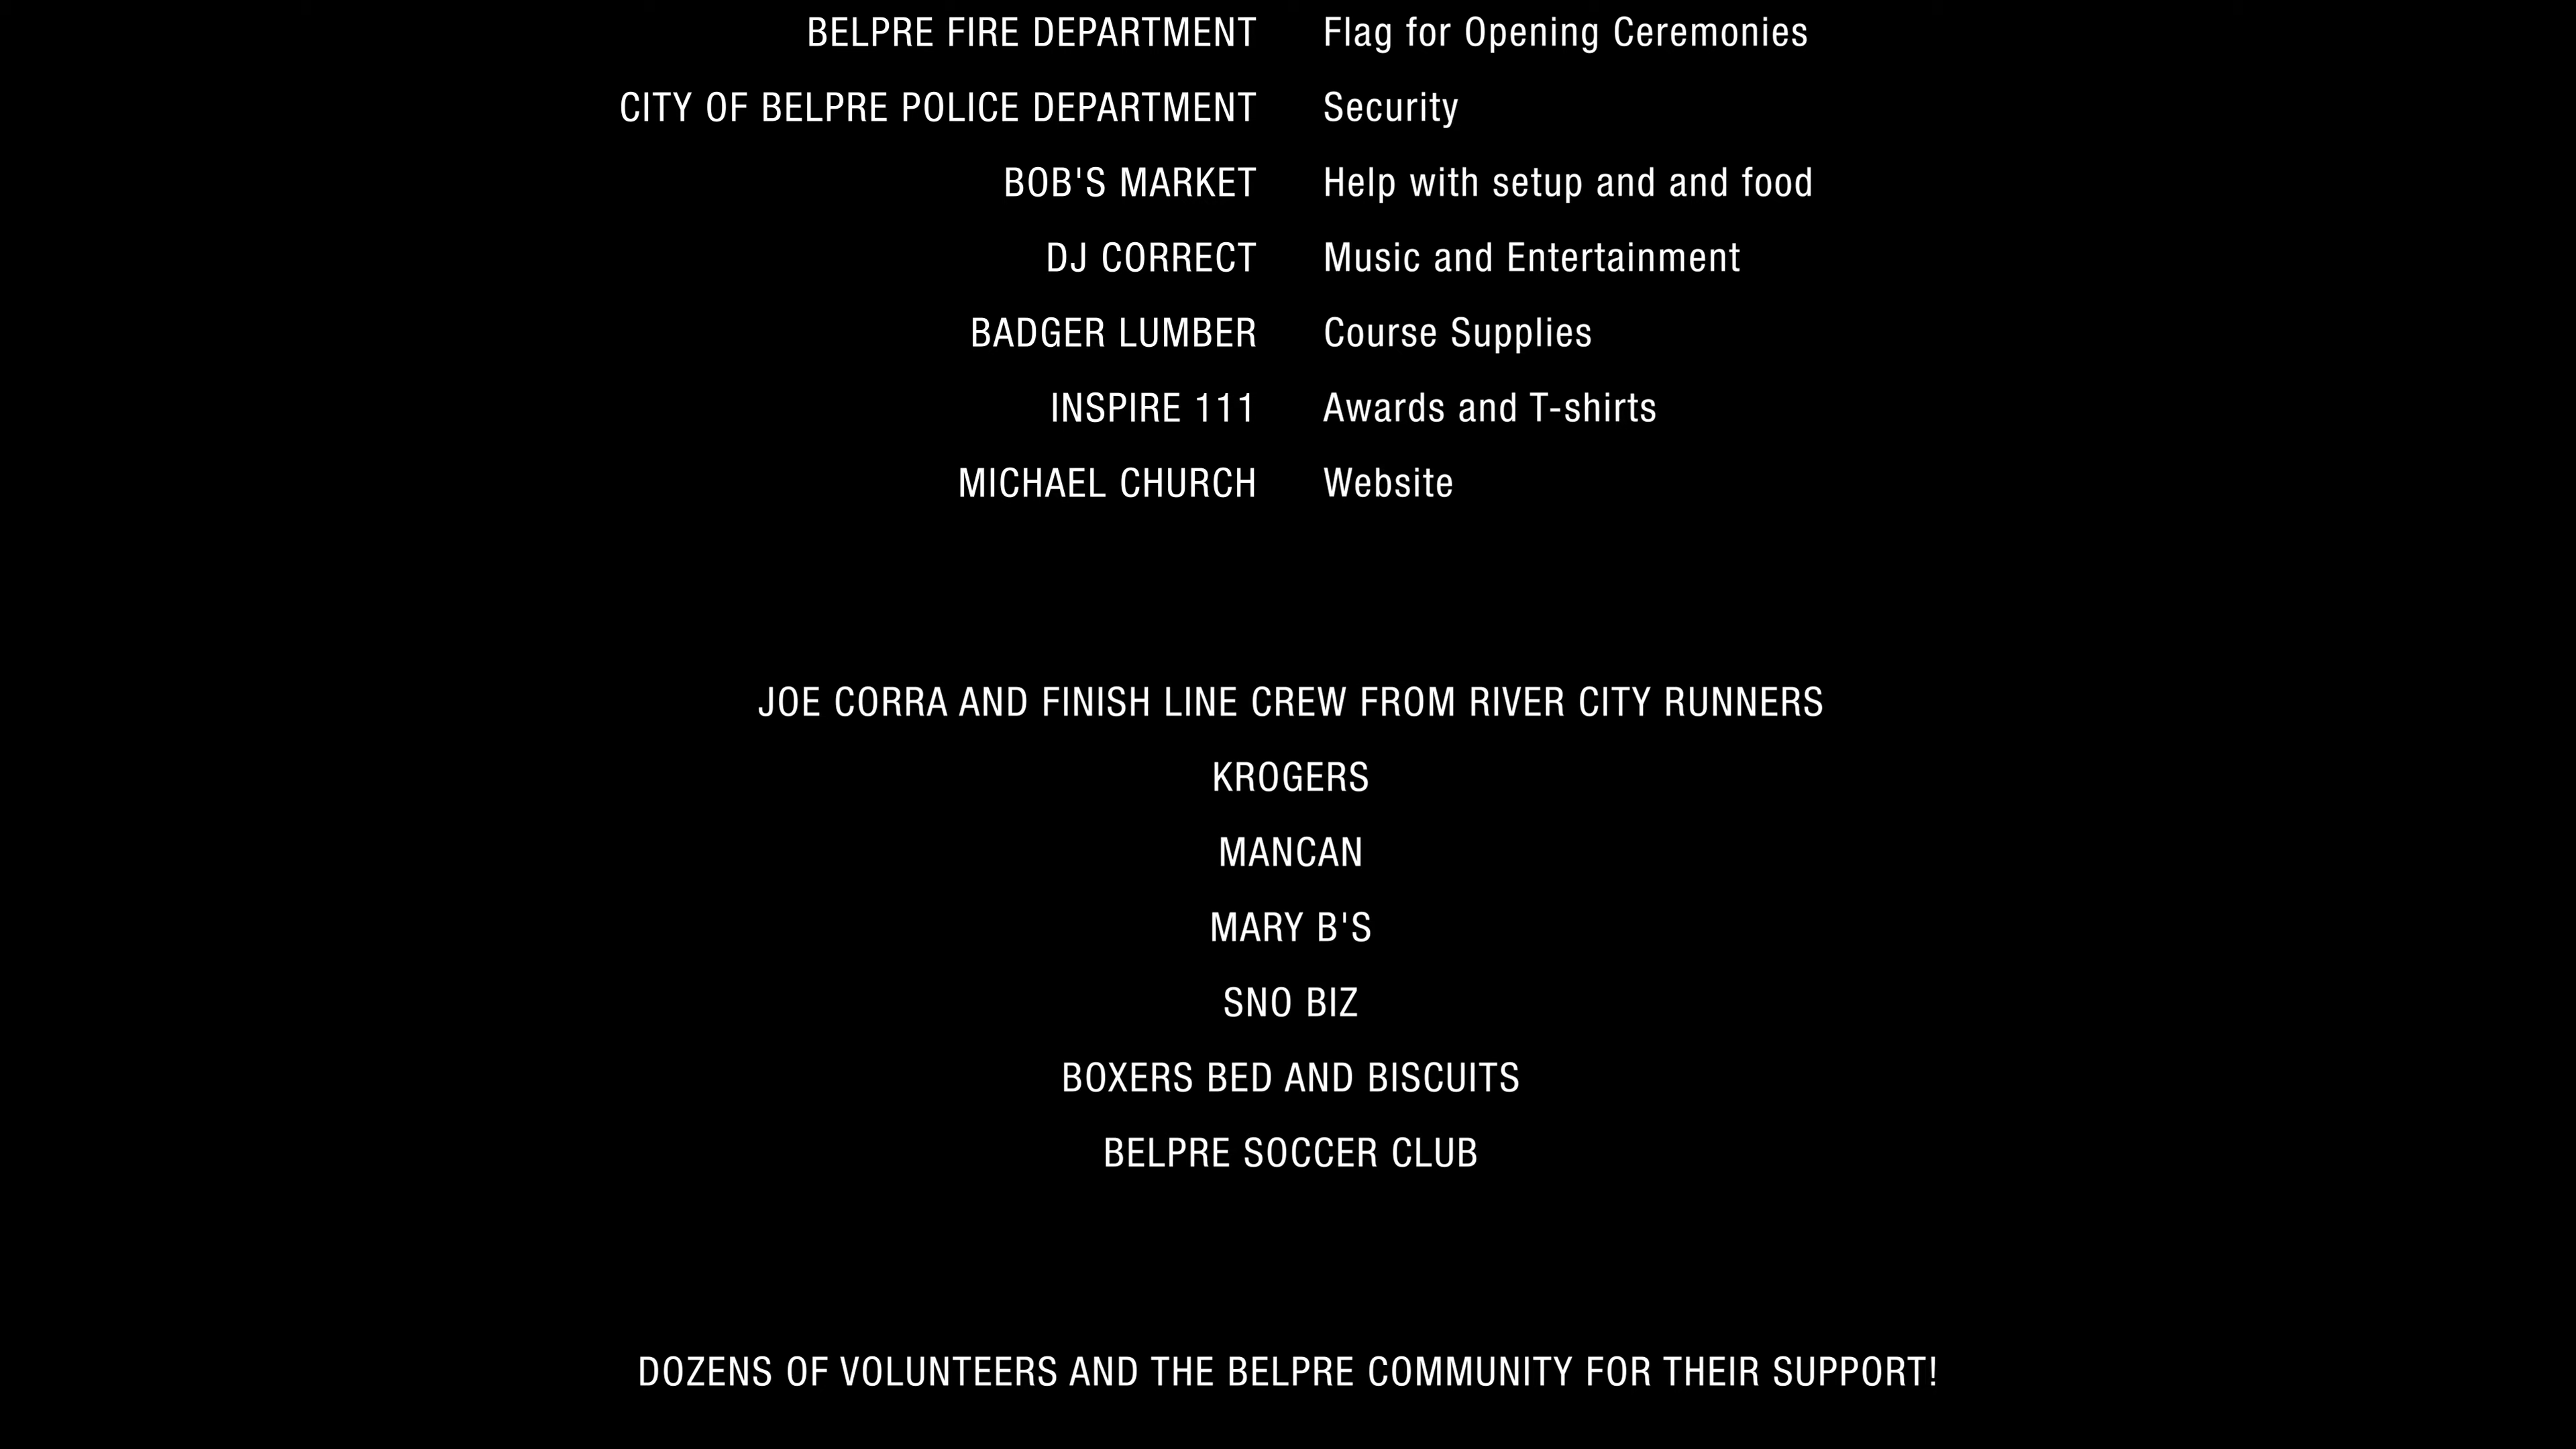 BELPRE FIRE DEPARTMENT Flag for Opening Ceremonies
CITY OF BELPRE POLICE DEPARTMENT Security
BOB'S MARKET Help with setup and and food
DJ CORRECT Music and Entertainment
BADGER LUMBER Course Supplies
INSPIRE 111 Awards and T-shirts
MICHAEL CHURCH Website
JOE CORRA AND FINISH LINE CREW FROM RIVER CITY RUNNERS
KROGERS
MANCAN
MARY B'S
SNO BIZ
BOXERS BED AND BISCUITS
BELPRE SOCCER CLUB
DOZENS OF VOLUNTEERS AND THE BELPRE COMMUNITY FOR THEIR SUPPORT!